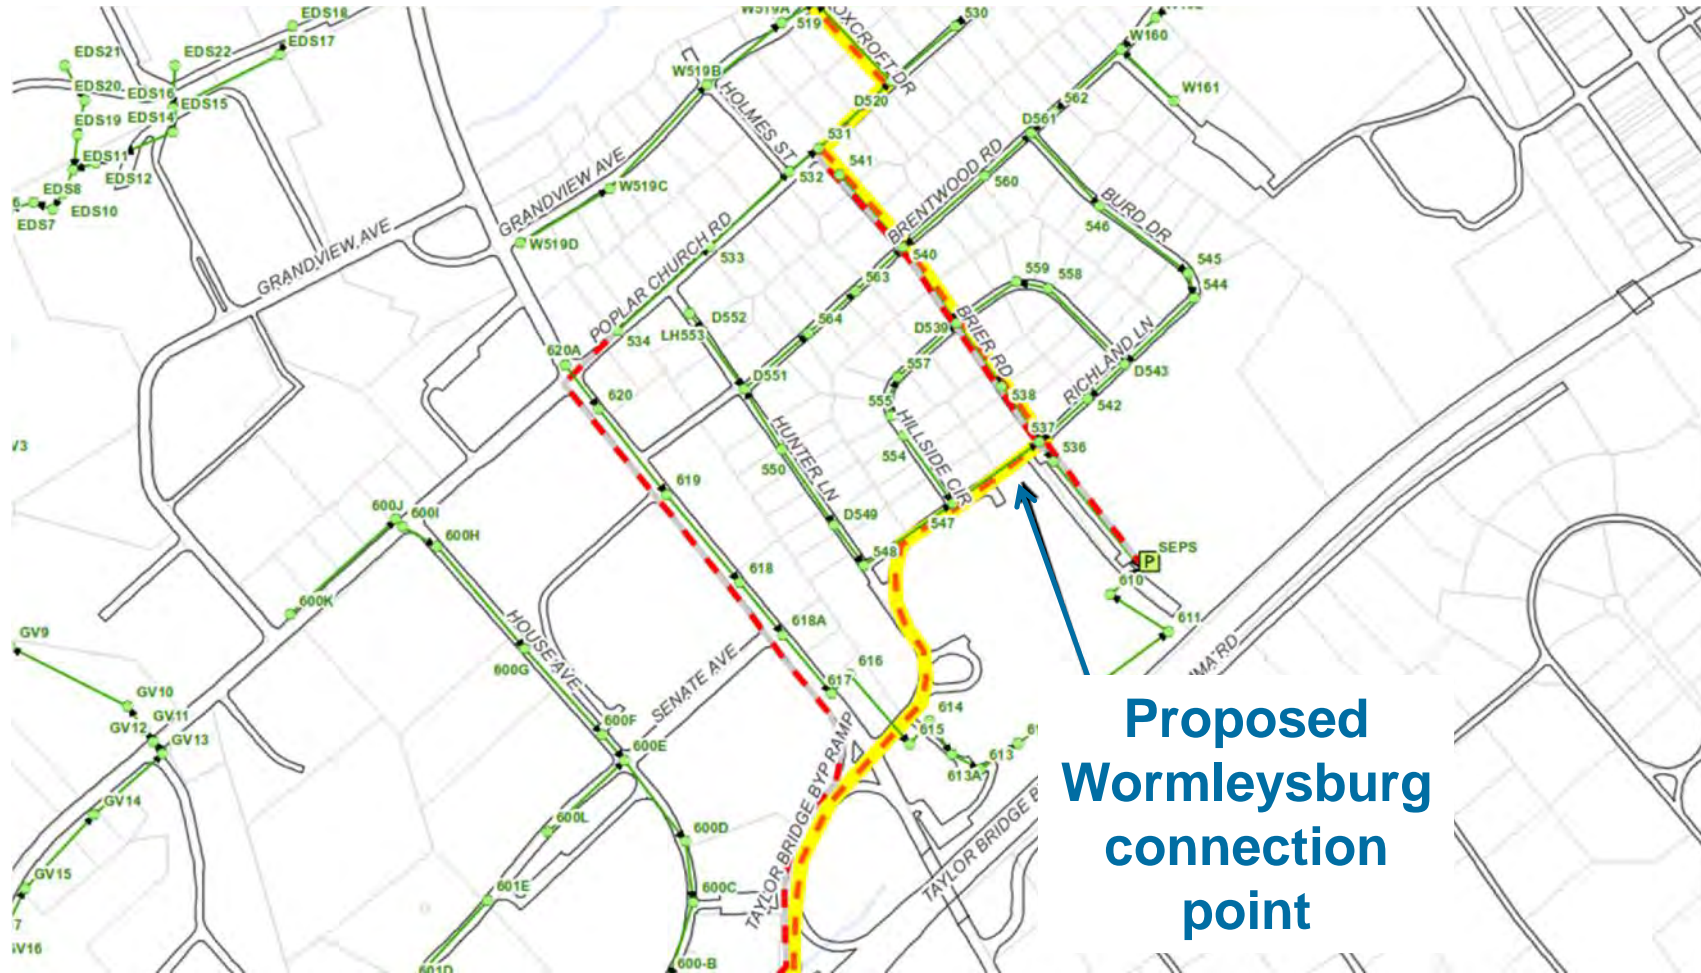 EDS18
W519A
519
530
W160
EDS21
EDS22
EDS17
FOXCROFT DR
W519B
EDS20
EDS16
EDS15
HOLMES ST
D520
562
W161
EDS19
EDS14
D561
531
EDS11
EDS12
541
BRENTWOOD RD
532
560
GRANDVIEW AVE
W519C
EDS8
EDS10
EDS7
BURD DR
546
GRANDVIEW AVE
W519D
POPLAR CHURCH RD
533
540
545
544
563
559
558
D552
LH553
564
534
D539
BRIER RD
RICHLAND LN
620A
557
D543
D551
620
555
538
542
HUNTER LN
HILLSIDE CIR
537
536
V3
550
554
619
600J
600I
D549
547
600H
548
SEPS
P
618
610
600K
HOUSE AVE
618A
611
GV9
600G
SENATE AVE
616
617
IMA RD
GV10
614
GV11
GV12
600F
615
GV13
600E
613
613A
TAYLOR BRIDGE BYP RAMP
Proposed
Wormleysburg
connection
point
GV14
600L
600D
TAYLOR BRIDGE B
GV15
601E
600C
7
GV16
601D
600-B